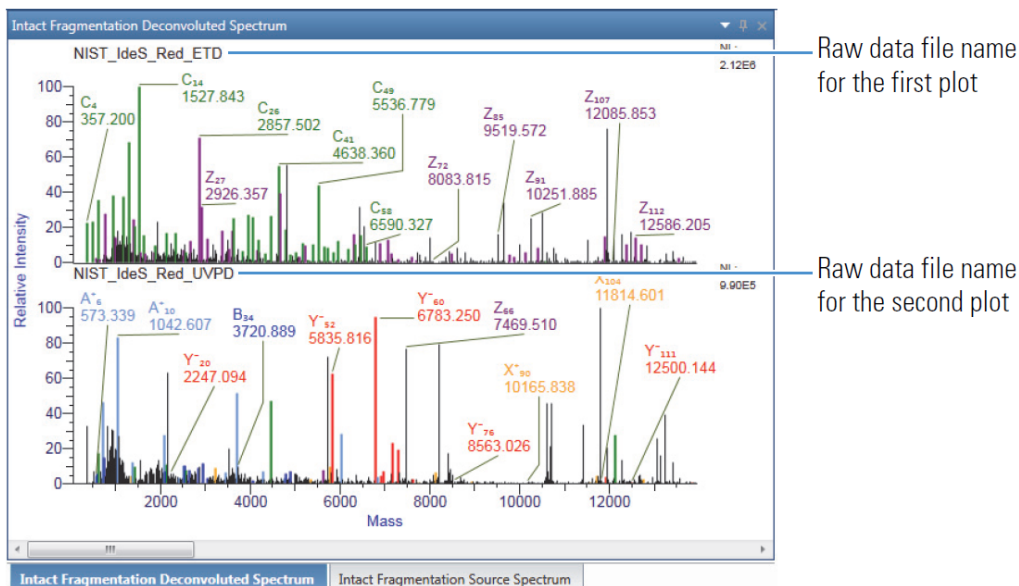 Intact Fragmentation Deconvoluted Spectrum
NIST_IdeS_Red_ETD
NL:
2.12E6
Raw data file name
for the first plot
Relative Intensity
100
80
60
40
20
0
C₄
357.200
C₁₄
1527.843
C₂₆
2857.502
Z₂₇
2926.357
C₄₁
4638.360
C₄₉
5536.779
C₅₈
6590.327
Z₇₂
8083.815
Z₈₅
9519.572
Z₉₁
10251.885
Z₁₀₇
12085.853
Z₁₁₂
12586.205
NIST_IdeS_Red_UVPD
NL:
9.90E5
Raw data file name
for the second plot
100
80
60
40
20
0
A⁺₆
573.339
A⁺₁₀
1042.607
Y⁻₂₀
2247.094
B₃₄
3720.889
Y⁻₅₂
5835.816
Y⁻₆₀
6783.250
Z₆₆
7469.510
Y⁻₇₆
8563.026
X⁺₉₀
10165.838
X₁₀₄
11814.601
Y⁻₁₁₁
12500.144
2000 4000 6000 8000 10000 12000
Mass
Intact Fragmentation Deconvoluted Spectrum Intact Fragmentation Source Spectrum